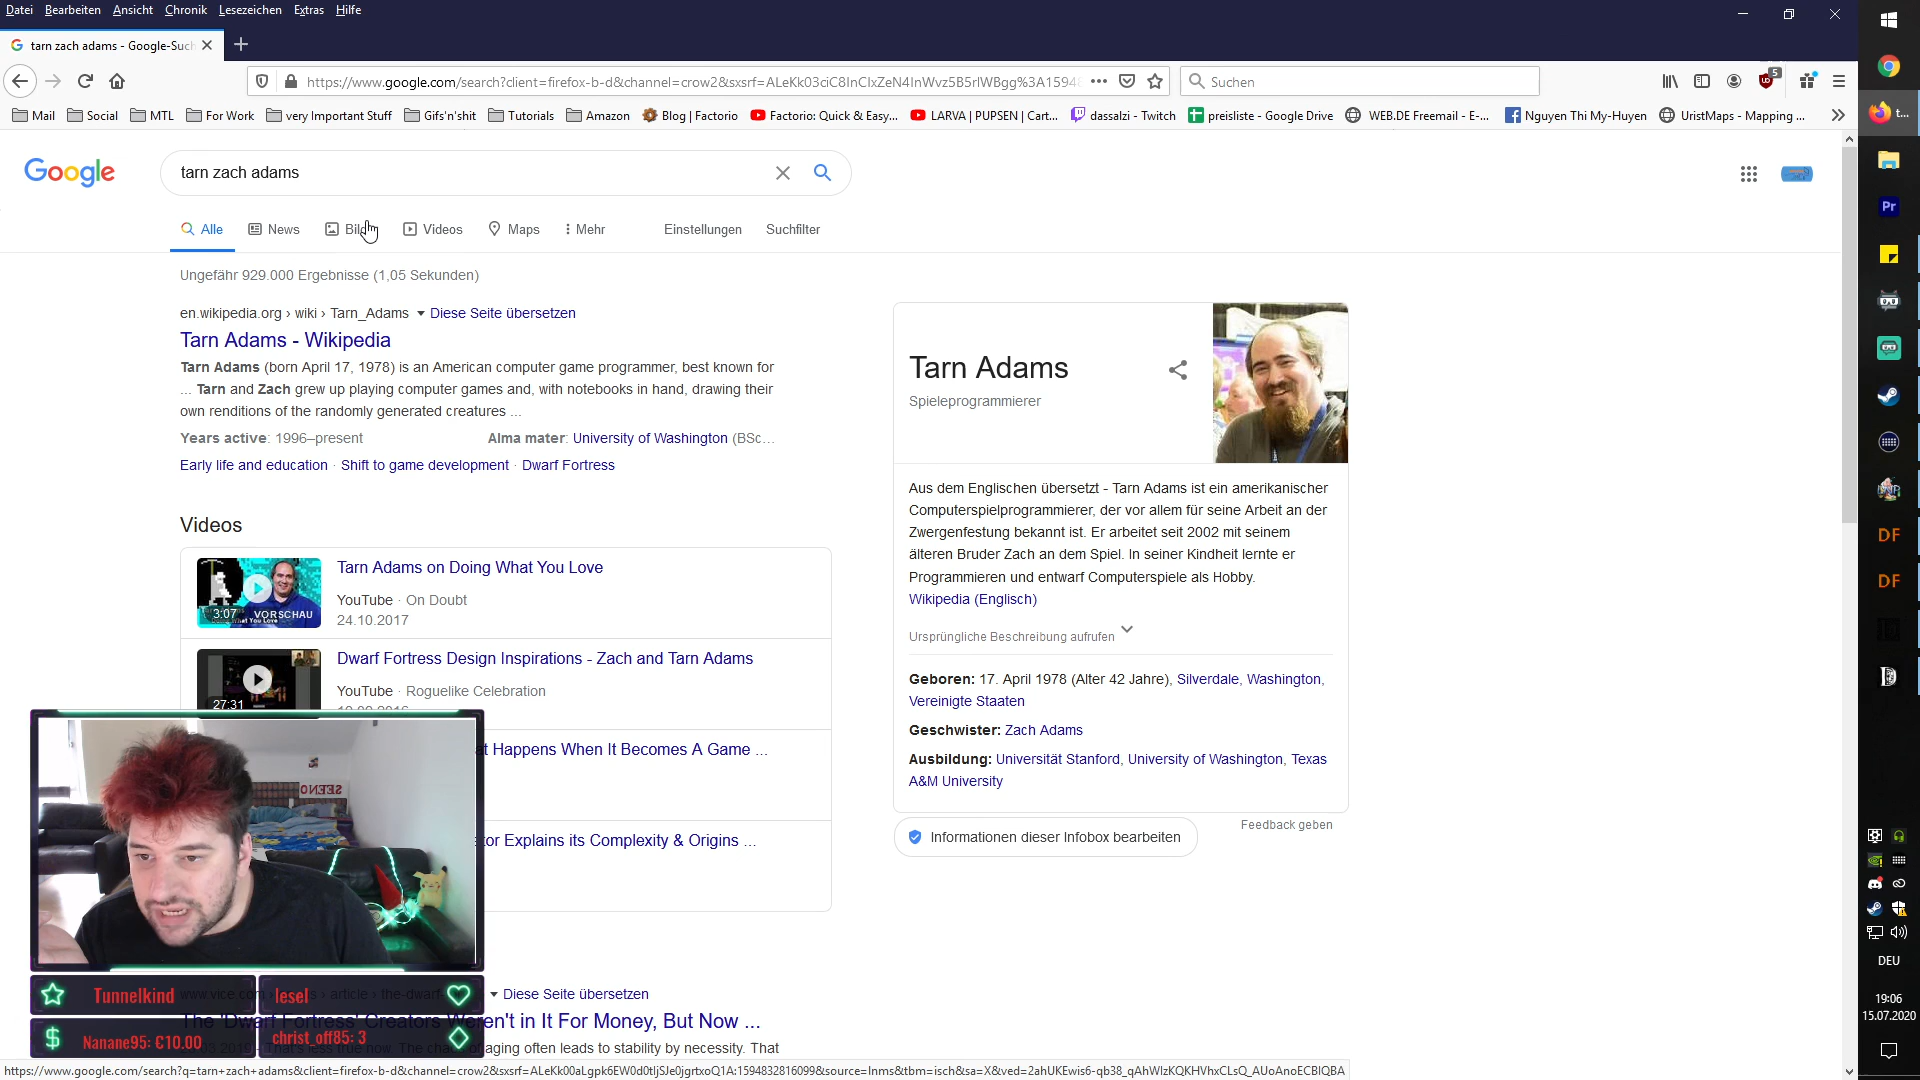 Datei Bearbeiten Ansicht Chronik Lesezeichen Extras Hilfe
tarn zach adams - Google-Such
https://www.google.com/search?client=firefox-b-d&channel=crow2&sxsrf=ALeKk03ciC8InClxZeN4InWvz5B5rlWBgg%3A1594
Suchen
5
Mail Social MTL For Work very Important Stuff Gifs'n'shit Tutorials Amazon Blog | Factorio Factorio: Quick & Easy... LARVA | PUPSEN | Cart... dassalzi - Twitch preisliste - Google Drive WEB.DE Freemail - E-... Nguyen Thi My-Huyen UristMaps - Mapping ...
t...
Google
tarn zach adams
Alle News Videos Maps Mehr Einstellungen Suchfilter
Ungefähr 929.000 Ergebnisse (1,05 Sekunden)
en.wikipedia.org › wiki › Tarn_Adams Diese Seite übersetzen
Tarn Adams - Wikipedia
Tarn Adams (born April 17, 1978) is an American computer game programmer, best known for
... Tarn and Zach grew up playing computer games and, with notebooks in hand, drawing their
own renditions of the randomly generated creatures ...
Years active: 1996–present Alma mater: University of Washington (BSc...
Early life and education · Shift to game development · Dwarf Fortress
Videos
Tarn Adams on Doing What You Love
YouTube · On Doubt
24.10.2017
3:07 VORSCHAU
Dwarf Fortress Design Inspirations - Zach and Tarn Adams
YouTube · Roguelike Celebration
27:31
at Happens When It Becomes A Game ...
tor Explains its Complexity & Origins ...
Diese Seite übersetzen
The 'Dwarf Fortress' Creators Weren't in It For Money, But Now ...
aging often leads to stability by necessity. That
Tarn Adams
Spieleprogrammierer
Aus dem Englischen übersetzt - Tarn Adams ist ein amerikanischer
Computerspielprogrammierer, der vor allem für seine Arbeit an der
Zwergenfestung bekannt ist. Er arbeitet seit 2002 mit seinem
älteren Bruder Zach an dem Spiel. In seiner Kindheit lernte er
Programmieren und entwarf Computerspiele als Hobby.
Wikipedia (Englisch)
Ursprüngliche Beschreibung aufrufen
Geboren: 17. April 1978 (Alter 42 Jahre), Silverdale, Washington,
Vereinigte Staaten
Geschwister: Zach Adams
Ausbildung: Universität Stanford, University of Washington, Texas
A&M University
Informationen dieser Infobox bearbeiten
Feedback geben
Tunnelkind
lesel
Nanane95: €10.00
christ_off85: 3
https://www.google.com/search?q=tarn+zach+adams&client=firefox-b-d&channel=crow2&sxsrf=ALeKk00aLgpk6EW0d0tljSJe0jgrtxoQ1A:1594832816099&source=lnms&tbm=isch&sa=X&ved=2ahUKEwis6-qb38_qAhWlzKQKHVhxCLsQ_AUoAnoECBIQBA
Pr
DF
DF
DEU
19:06
15.07.2020